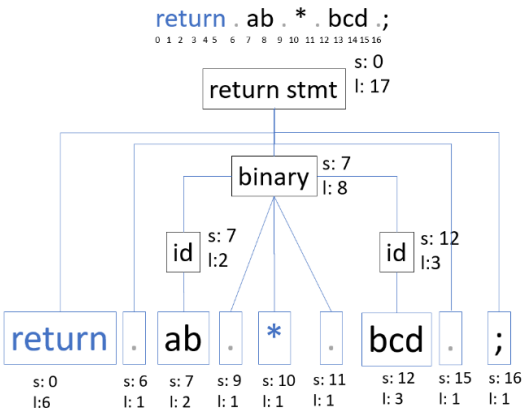 return . ab . * . bcd .;
0 1 2 3 4 5 6 7 8 9 10 11 12 13 14 15 16
s: 0
return stmt
l: 17
binary
s: 7
l: 8
id
s: 7
l:2
id
s: 12
l:3
return . ab . * . bcd . ;
s: 0 s: 6 s: 7 s: 9 s: 10 s: 11 s: 12 s: 15 s: 16
l:6 l: 1 l: 2 l: 1 l: 1 l: 1 l: 3 l: 1 l: 1